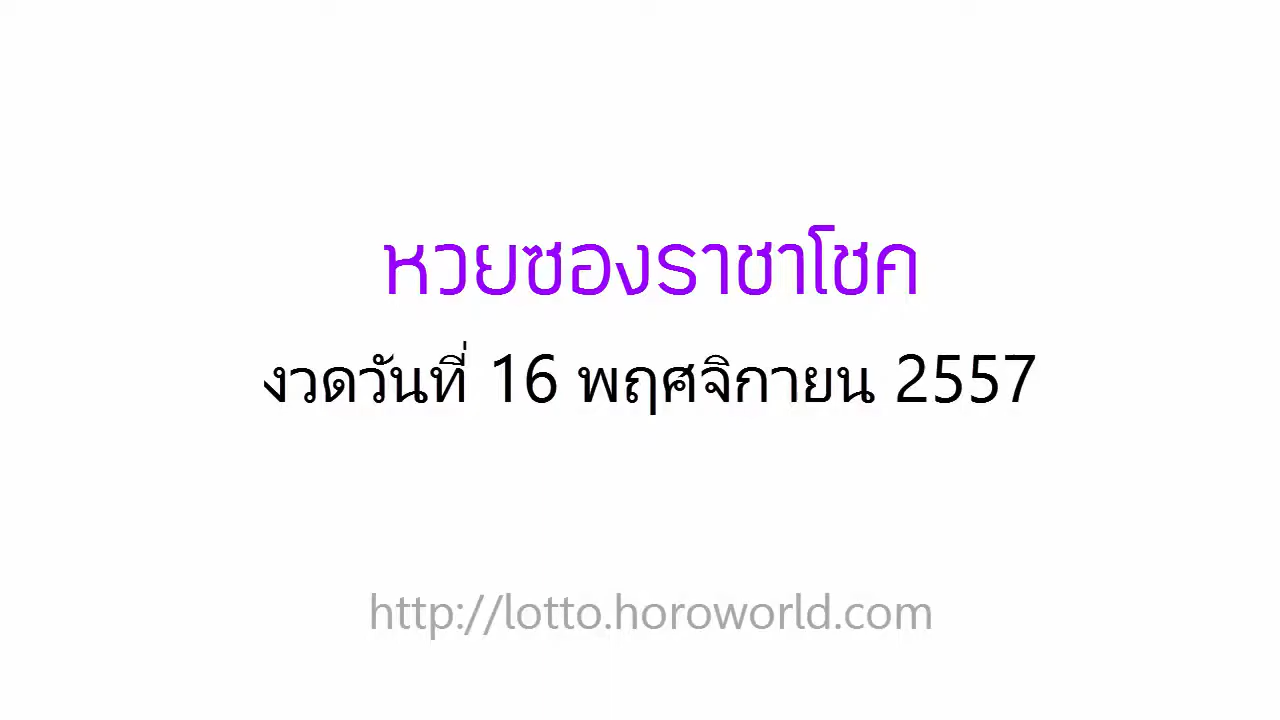 หวยซองราชาโชค
งวดวันที่ 16 พฤศจิกายน 2557
http://lotto.horoworld.com